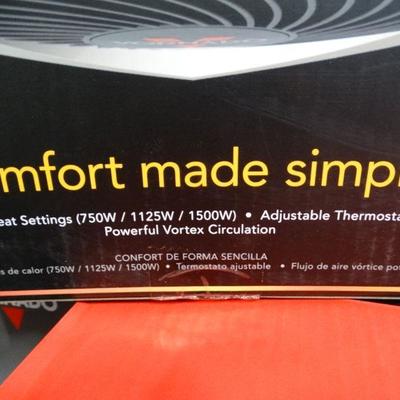 mfort made simp
eat Settings (750W / 1125W / 1500W) • Adjustable Thermosta
Powerful Vortex Circulation
CONFORT DE FORMA SENCILLA
s de calor (750W / 1125W / 1500W) • Termostato ajustable • Flujo de aire vórtice po